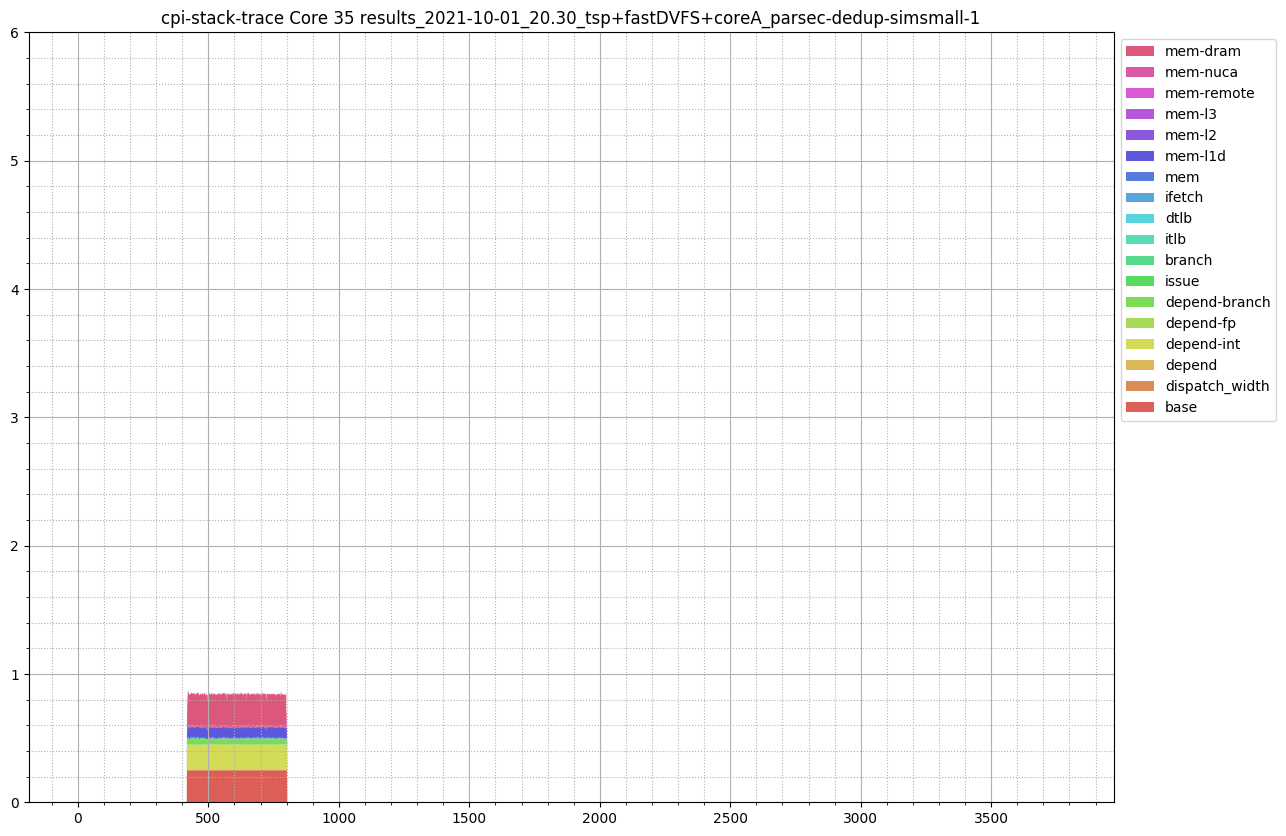 cpi-stack-trace Core 35 results_2021-10-01_20.30_tsp+fastDVFS+coreA_parsec-dedup-simsmall-1
6
5
4
3
2
1
0
0 500 1000 1500 2000 2500 3000 3500
mem-dram
mem-nuca
mem-remote
mem-l3
mem-l2
mem-l1d
mem
ifetch
dtlb
itlb
branch
issue
depend-branch
depend-fp
depend-int
depend
dispatch_width
base